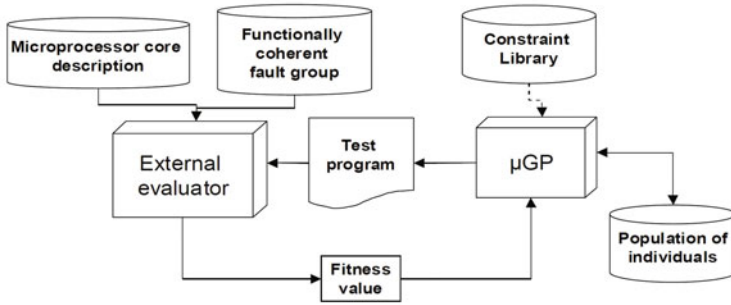 Microprocessor core
description
Functionally
coherent
fault group
Constraint
Library
External
evaluator
Test
program
µGP
Population of
individuals
Fitness
value